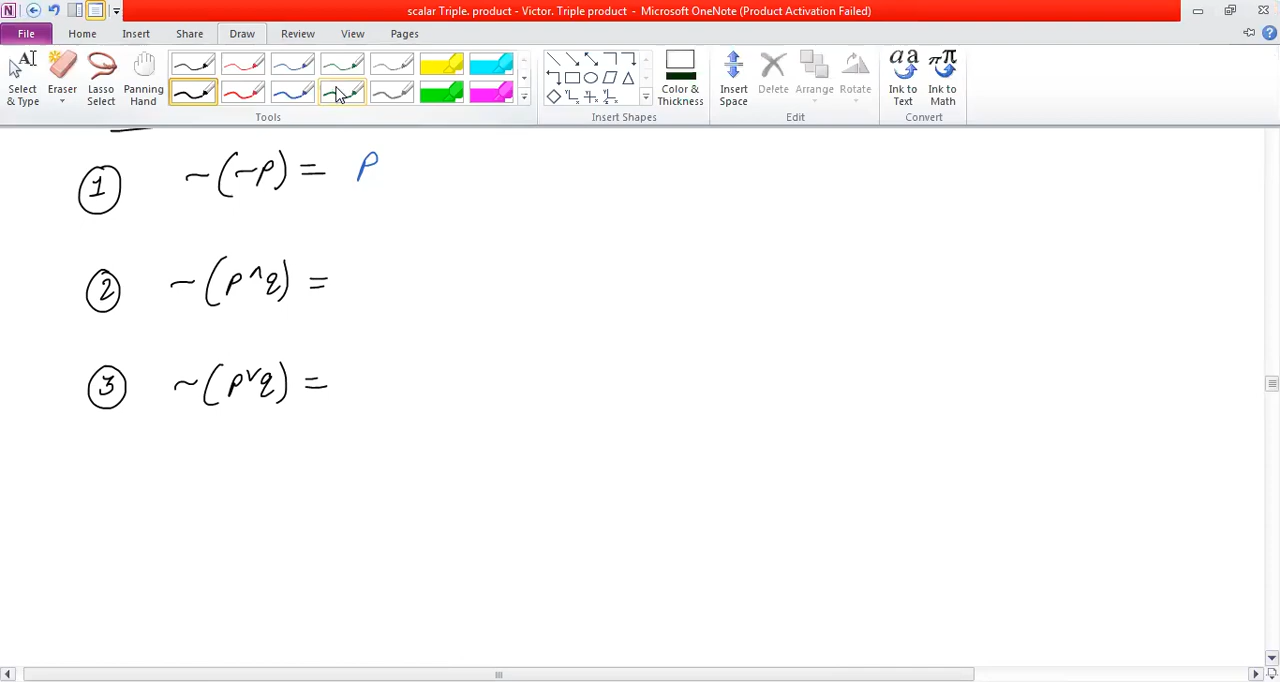 scalar Triple. product - Victor. Triple product - Microsoft OneNote (Product Activation Failed)
File Home Insert Share Draw Review View Pages
Select & Type Eraser Lasso Select Panning Hand Color & Thickness Insert Space Delete Arrange Rotate Ink to Text Ink to Math
Tools Insert Shapes Edit Convert
1 ~(~p) = p
2 ~(p^q) =
3 ~(p∨q) =